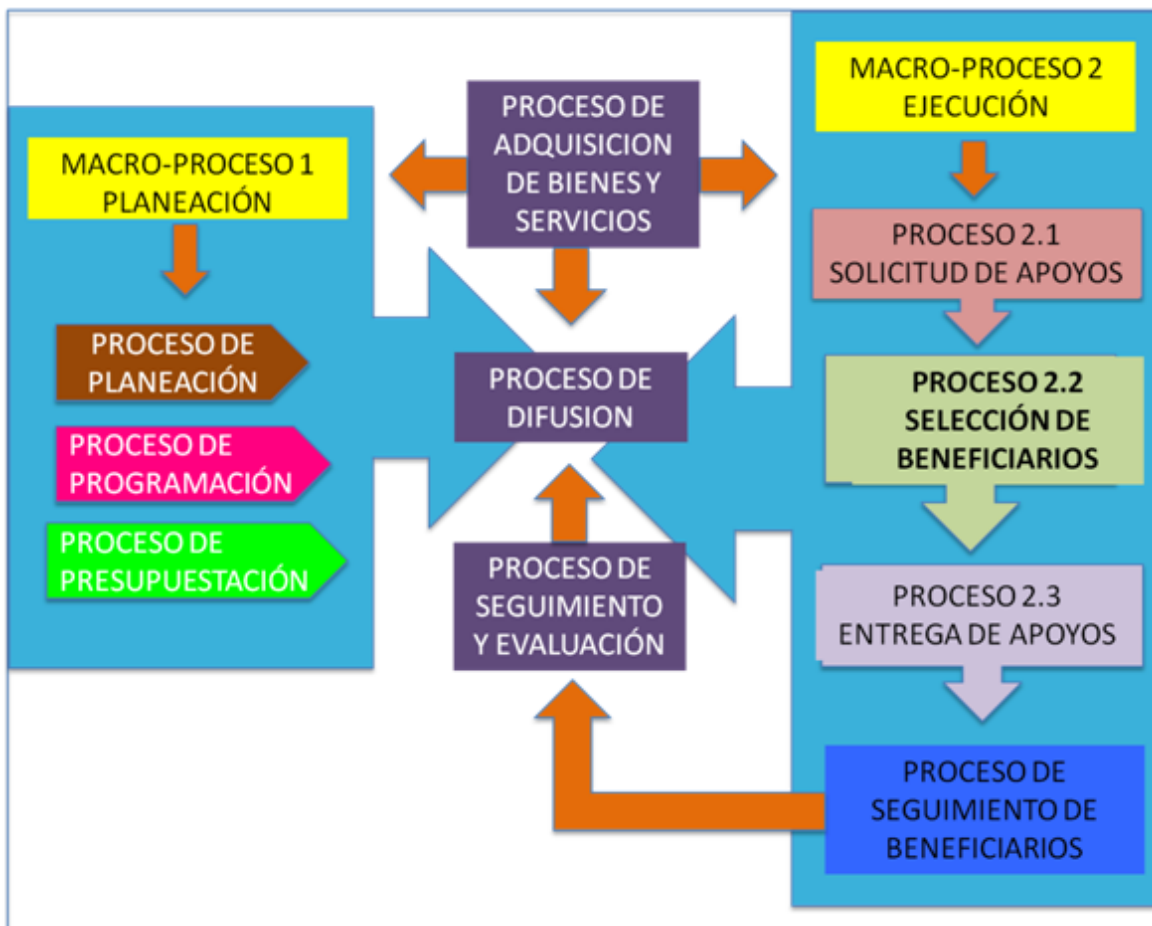 MACRO-PROCESO 1
PLANEACIÓN
PROCESO DE
PLANEACIÓN
PROCESO DE
PROGRAMACIÓN
PROCESO DE
PRESUPUESTACIÓN
PROCESO DE
ADQUISICION
DE BIENES Y
SERVICIOS
PROCESO DE
DIFUSION
PROCESO DE
SEGUIMIENTO
Y EVALUACIÓN
MACRO-PROCESO 2
EJECUCIÓN
PROCESO 2.1
SOLICITUD DE APOYOS
PROCESO 2.2
SELECCIÓN DE
BENEFICIARIOS
PROCESO 2.3
ENTREGA DE APOYOS
PROCESO DE
SEGUIMIENTO DE
BENEFICIARIOS